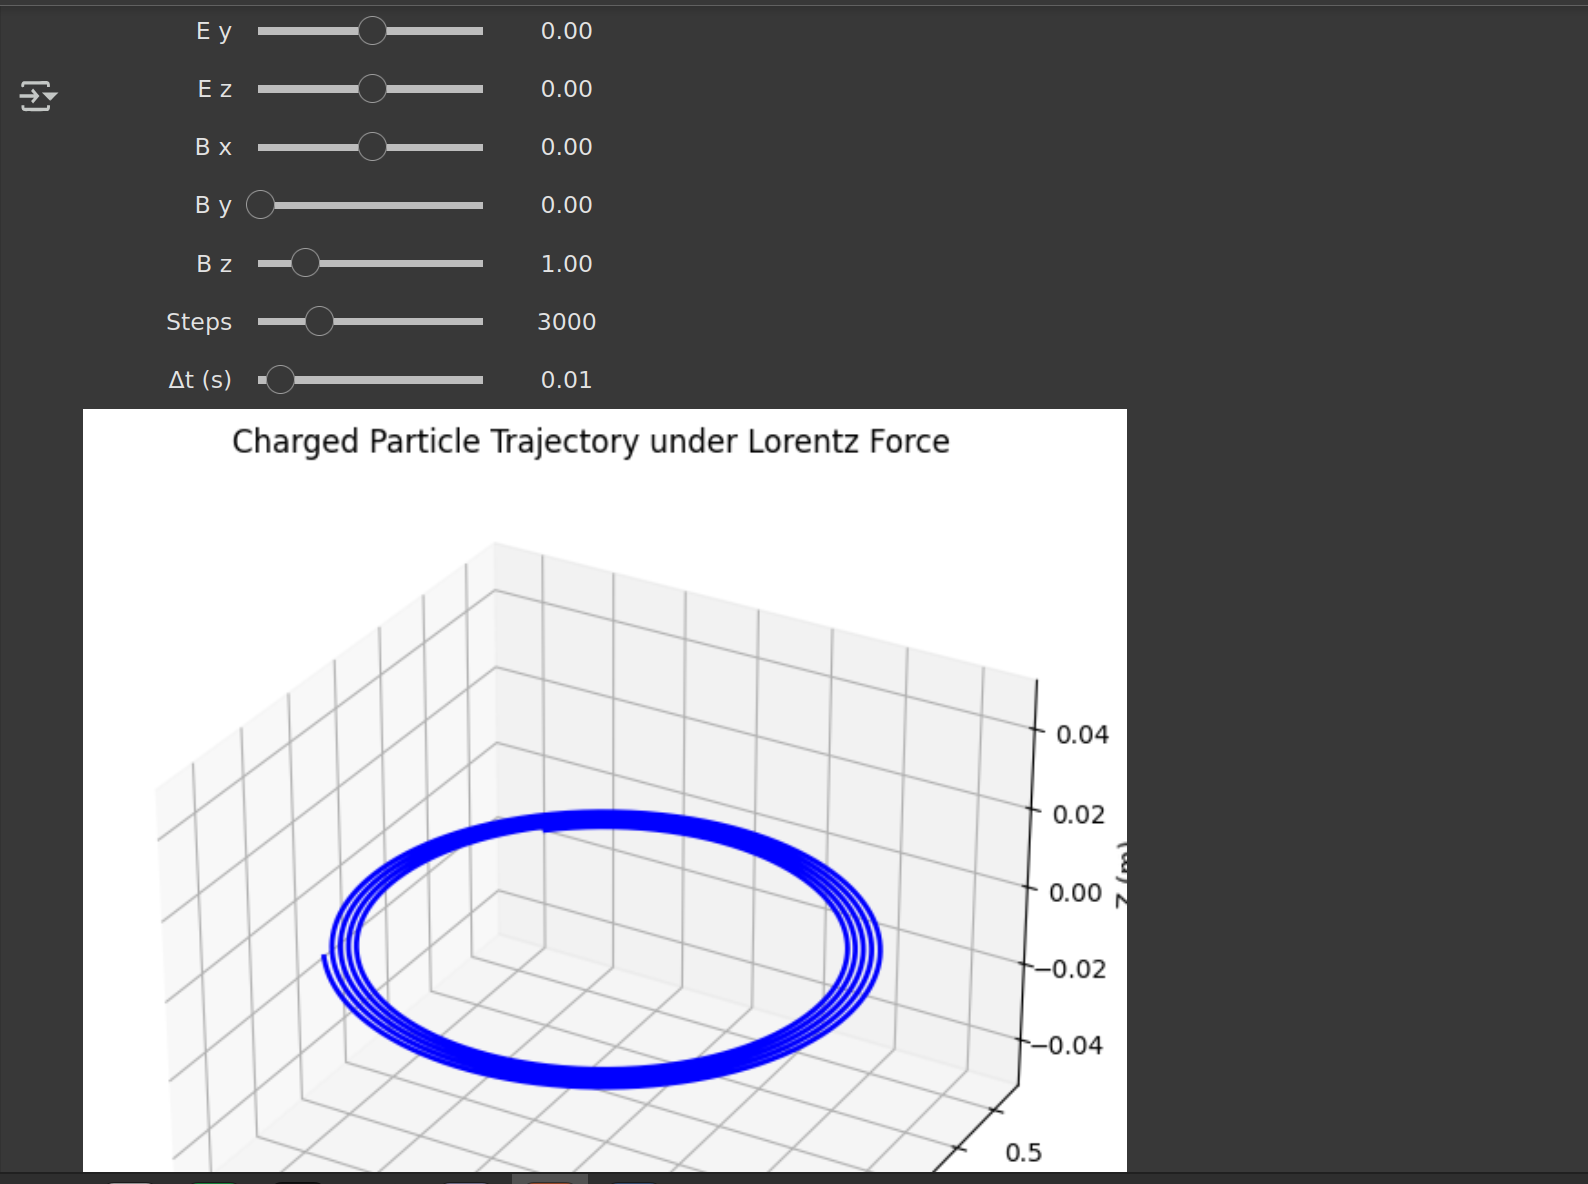 E y 0.00
E z 0.00
B x 0.00
B y 0.00
B z 1.00
Steps 3000
Δt (s) 0.01
Charged Particle Trajectory under Lorentz Force
0.04
0.02
0.00
−0.02
−0.04
0.5